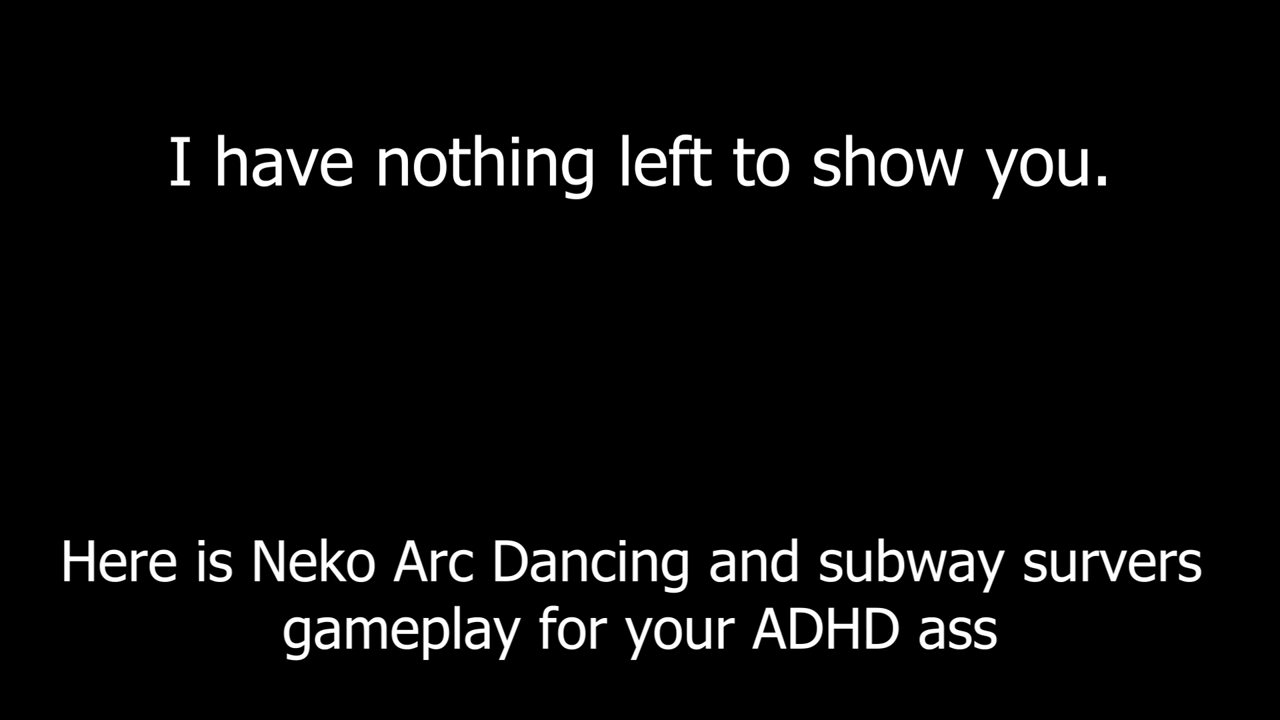 I have nothing left to show you.
Here is Neko Arc Dancing and subway survers
gameplay for your ADHD ass